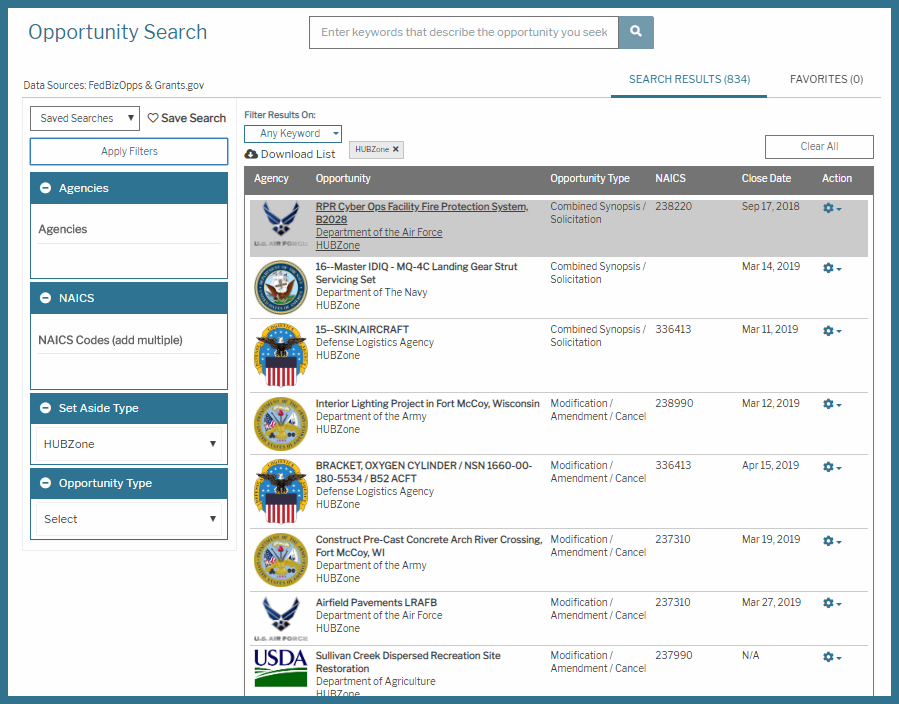 Opportunity Search
Enter keywords that describe the opportunity you seek
Data Sources: FedBizOpps & Grants.gov
SEARCH RESULTS (834)
FAVORITES (0)
Saved Searches
Save Search
Apply Filters
Agencies
Agencies
NAICS
NAICS Codes (add multiple)
Set Aside Type
HUBZone
Opportunity Type
Select
Filter Results On:
Any Keyword
Download List
HUBZone ✕
Clear All
Agency Opportunity Opportunity Type NAICS Close Date Action
U.S. AIR FORCE
RPR Cyber Ops Facility Fire Protection System, Combined Synopsis / 238220 Sep 17, 2018
B2028 Solicitation
Department of the Air Force
HUBZone
16--Master IDIQ - MQ-4C Landing Gear Strut Combined Synopsis / Mar 14, 2019
Servicing Set Solicitation
Department of The Navy
HUBZone
15--SKIN,AIRCRAFT Combined Synopsis / 336413 Mar 11, 2019
Defense Logistics Agency Solicitation
HUBZone
Interior Lighting Project in Fort McCoy, Wisconsin Modification / 238990 Mar 12, 2019
Department of the Army Amendment / Cancel
HUBZone
BRACKET, OXYGEN CYLINDER / NSN 1660-00- Modification / 336413 Apr 15, 2019
180-5534 / B52 ACFT Amendment / Cancel
Defense Logistics Agency
HUBZone
Construct Pre-Cast Concrete Arch River Crossing, Modification / 237310 Mar 19, 2019
Fort McCoy, WI Amendment / Cancel
Department of the Army
HUBZone
Airfield Pavements LRAFB Modification / 237310 Mar 27, 2019
Department of the Air Force Amendment / Cancel
HUBZone
U.S. AIR FORCE
USDA
Sullivan Creek Dispersed Recreation Site Modification / 237990 N/A
Restoration Amendment / Cancel
Department of Agriculture
HUBZone